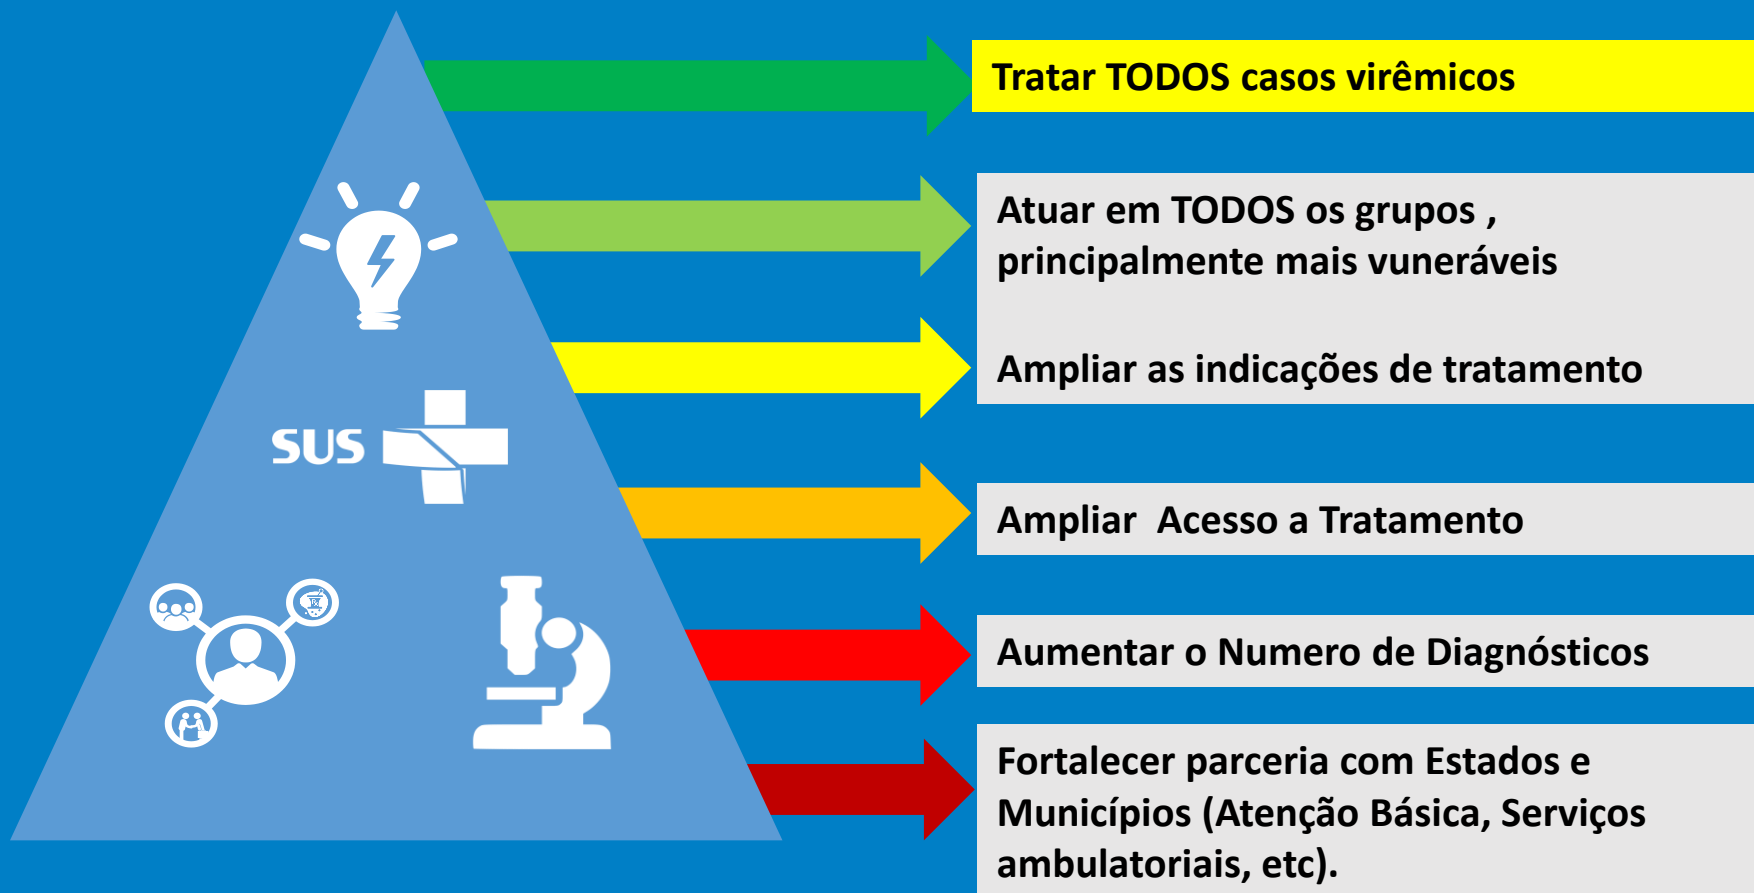 Tratar TODOS casos virêmicos
Atuar em TODOS os grupos ,
principalmente mais vuneráveis
Ampliar as indicações de tratamento
SUS
Ampliar Acesso a Tratamento
Aumentar o Numero de Diagnósticos
Fortalecer parceria com Estados e
Municípios (Atenção Básica, Serviços
ambulatoriais, etc).